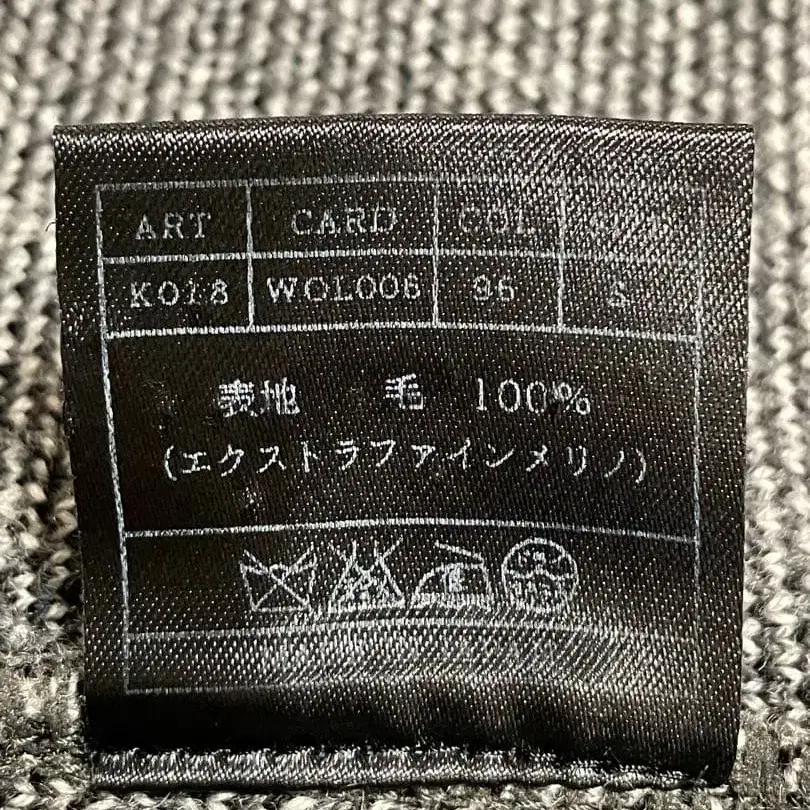 ART CARD COL
K018 WOL006 96 S
表地 毛 100%
(エクストラファインメリノ)